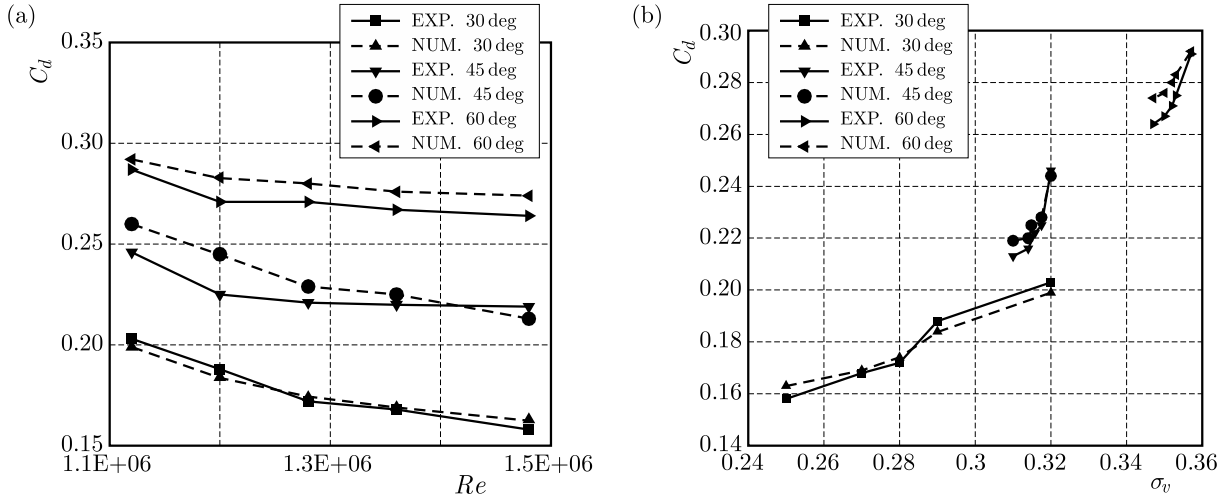 (a)
EXP. 30 deg
NUM. 30 deg
EXP. 45 deg
NUM. 45 deg
EXP. 60 deg
NUM. 60 deg
C_d
0.35
0.30
0.25
0.20
0.15
1.1E+06 1.3E+06 1.5E+06
Re
(b)
EXP. 30 deg
NUM. 30 deg
EXP. 45 deg
NUM. 45 deg
EXP. 60 deg
NUM. 60 deg
C_d
0.30
0.28
0.26
0.24
0.22
0.20
0.18
0.16
0.14
0.24 0.26 0.28 0.3 0.32 0.34 0.36
σ_v